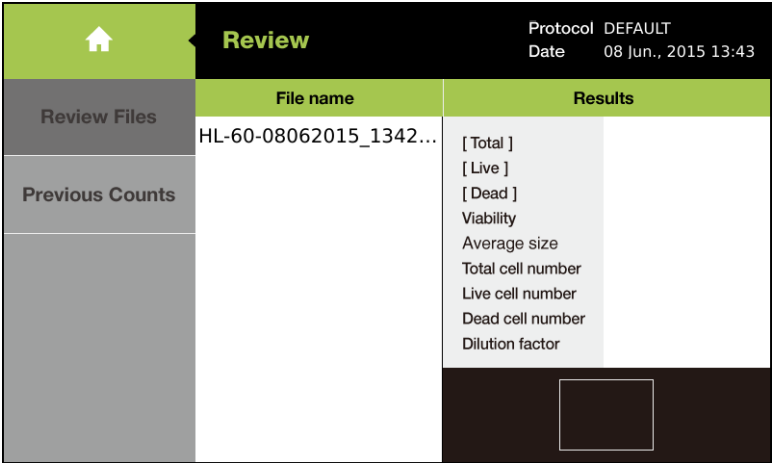 Review
Protocol DEFAULT
Date 08 Jun., 2015 13:43
Review Files
Previous Counts
File name
HL-60-08062015_1342...
Results
[ Total ]
[ Live ]
[ Dead ]
Viability
Average size
Total cell number
Live cell number
Dead cell number
Dilution factor